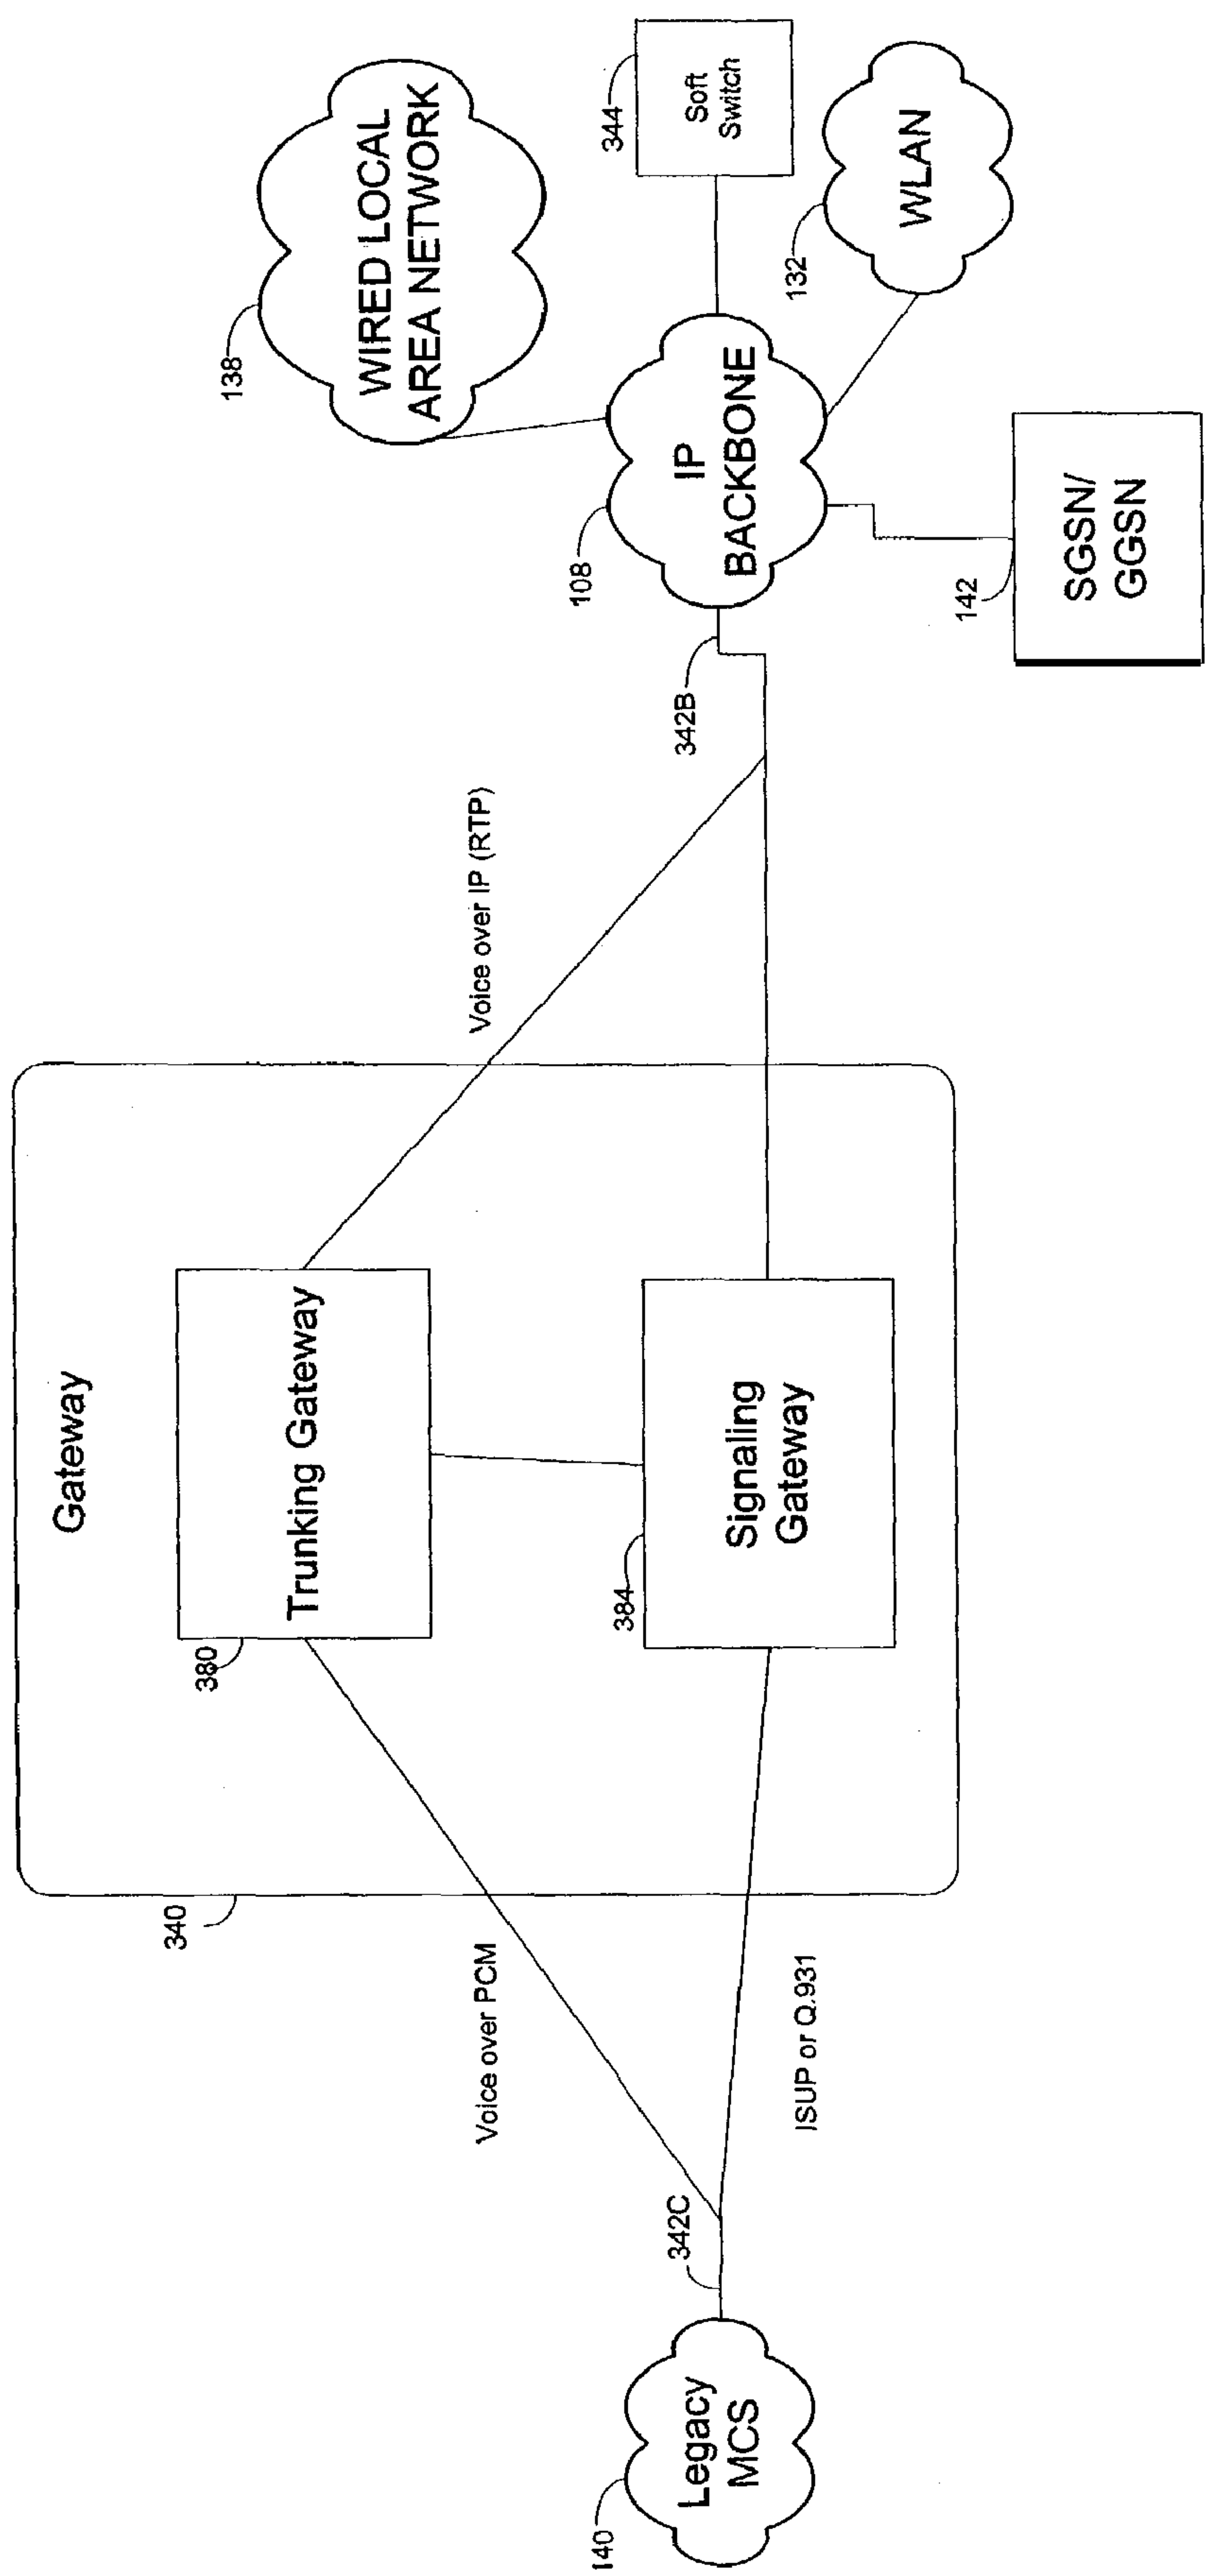 Gateway
340
380
Trunking Gateway
384
Signaling
Gateway
Voice over PCM
ISUP or Q.931
342C
140
Legacy
MCS
Voice over IP (RTP)
342B
108
IP
BACKBONE
138
WIRED LOCAL
AREA NETWORK
344
Soft
Switch
132
WLAN
142
SGSN/
GGSN